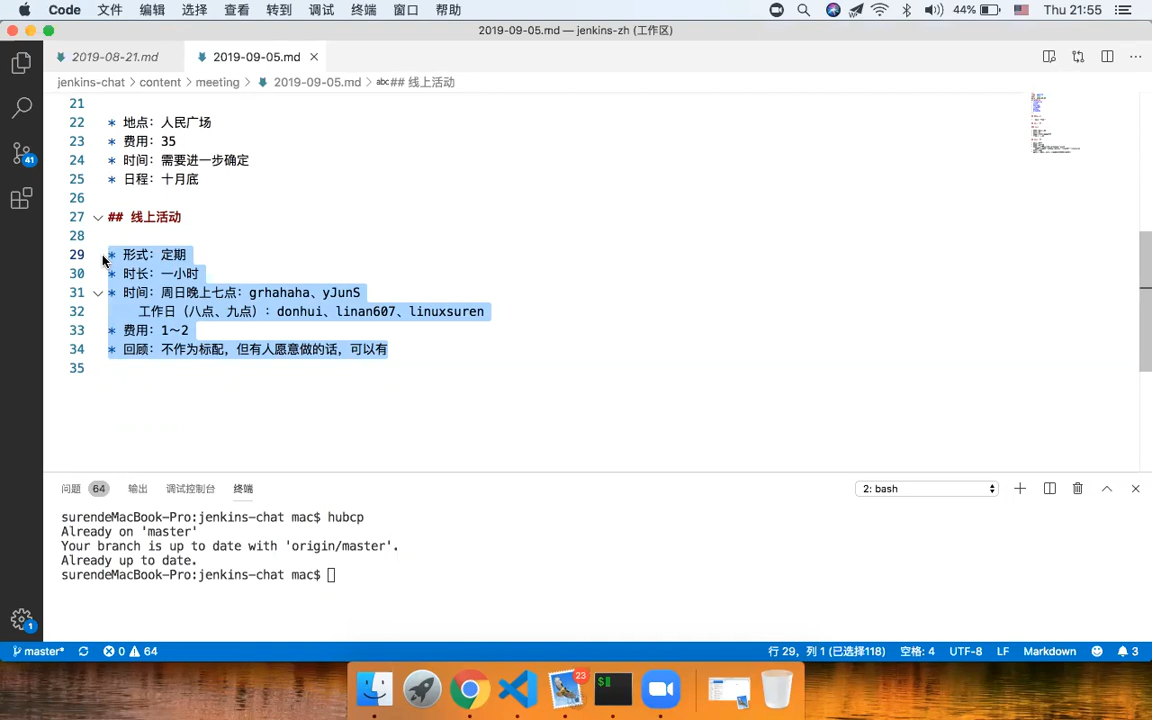 Code 文件 编辑 选择 查看 转到 调试 终端 窗口 帮助 44% Thu 21:55
2019-09-05.md — jenkins-zh (工作区)
2019-08-21.md 2019-09-05.md
jenkins-chat > content > meeting > 2019-09-05.md > abc## 线上活动
21
22 * 地点：人民广场
23 * 费用：35
24 * 时间：需要进一步确定
25 * 日程：十月底
26
27 ## 线上活动
28
29 * 形式：定期
30 * 时长：一小时
31 * 时间：周日晚上七点：grhahaha、yJunS
32 工作日（八点、九点）：donhui、linan607、linuxsuren
33 * 费用：1～2
34 * 回顾：不作为标配，但有人愿意做的话，可以有
35
41
问题 64 输出 调试控制台 终端 2: bash
surendeMacBook-Pro:jenkins-chat mac$ hubcp
Already on 'master'
Your branch is up to date with 'origin/master'.
Already up to date.
surendeMacBook-Pro:jenkins-chat mac$
1
master* 0 64 行 29，列 1 (已选择118) 空格: 4 UTF-8 LF Markdown 3
23